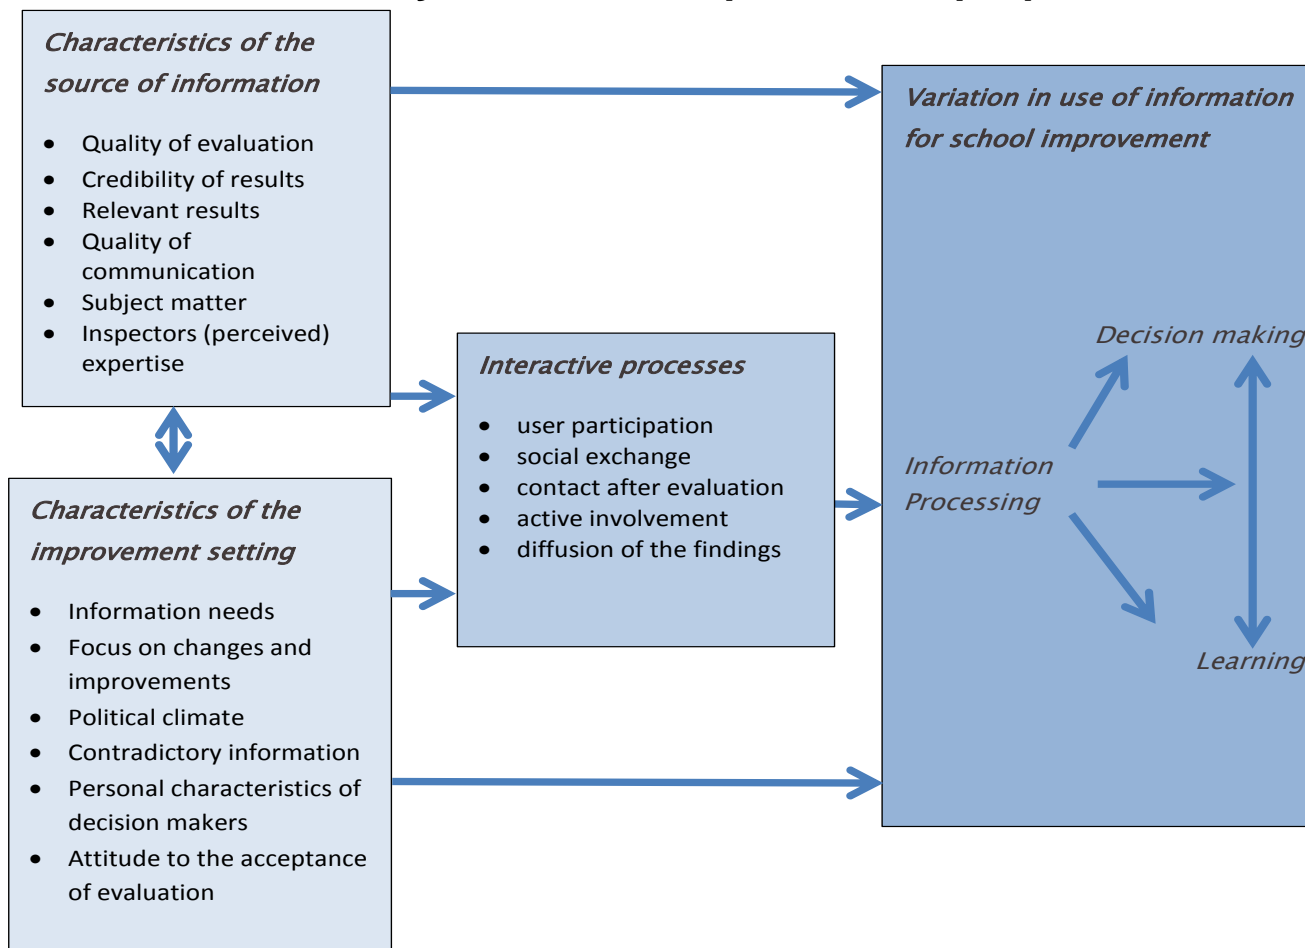 Characteristics of the
source of information
• Quality of evaluation
• Credibility of results
• Relevant results
• Quality of
communication
• Subject matter
• Inspectors (perceived)
expertise
Characteristics of the
improvement setting
• Information needs
• Focus on changes and
improvements
• Political climate
• Contradictory information
• Personal characteristics of
decision makers
• Attitude to the acceptance
of evaluation
Interactive processes
• user participation
• social exchange
• contact after evaluation
• active involvement
• diffusion of the findings
Variation in use of information
for school improvement
Decision making
Information
Processing
Learning